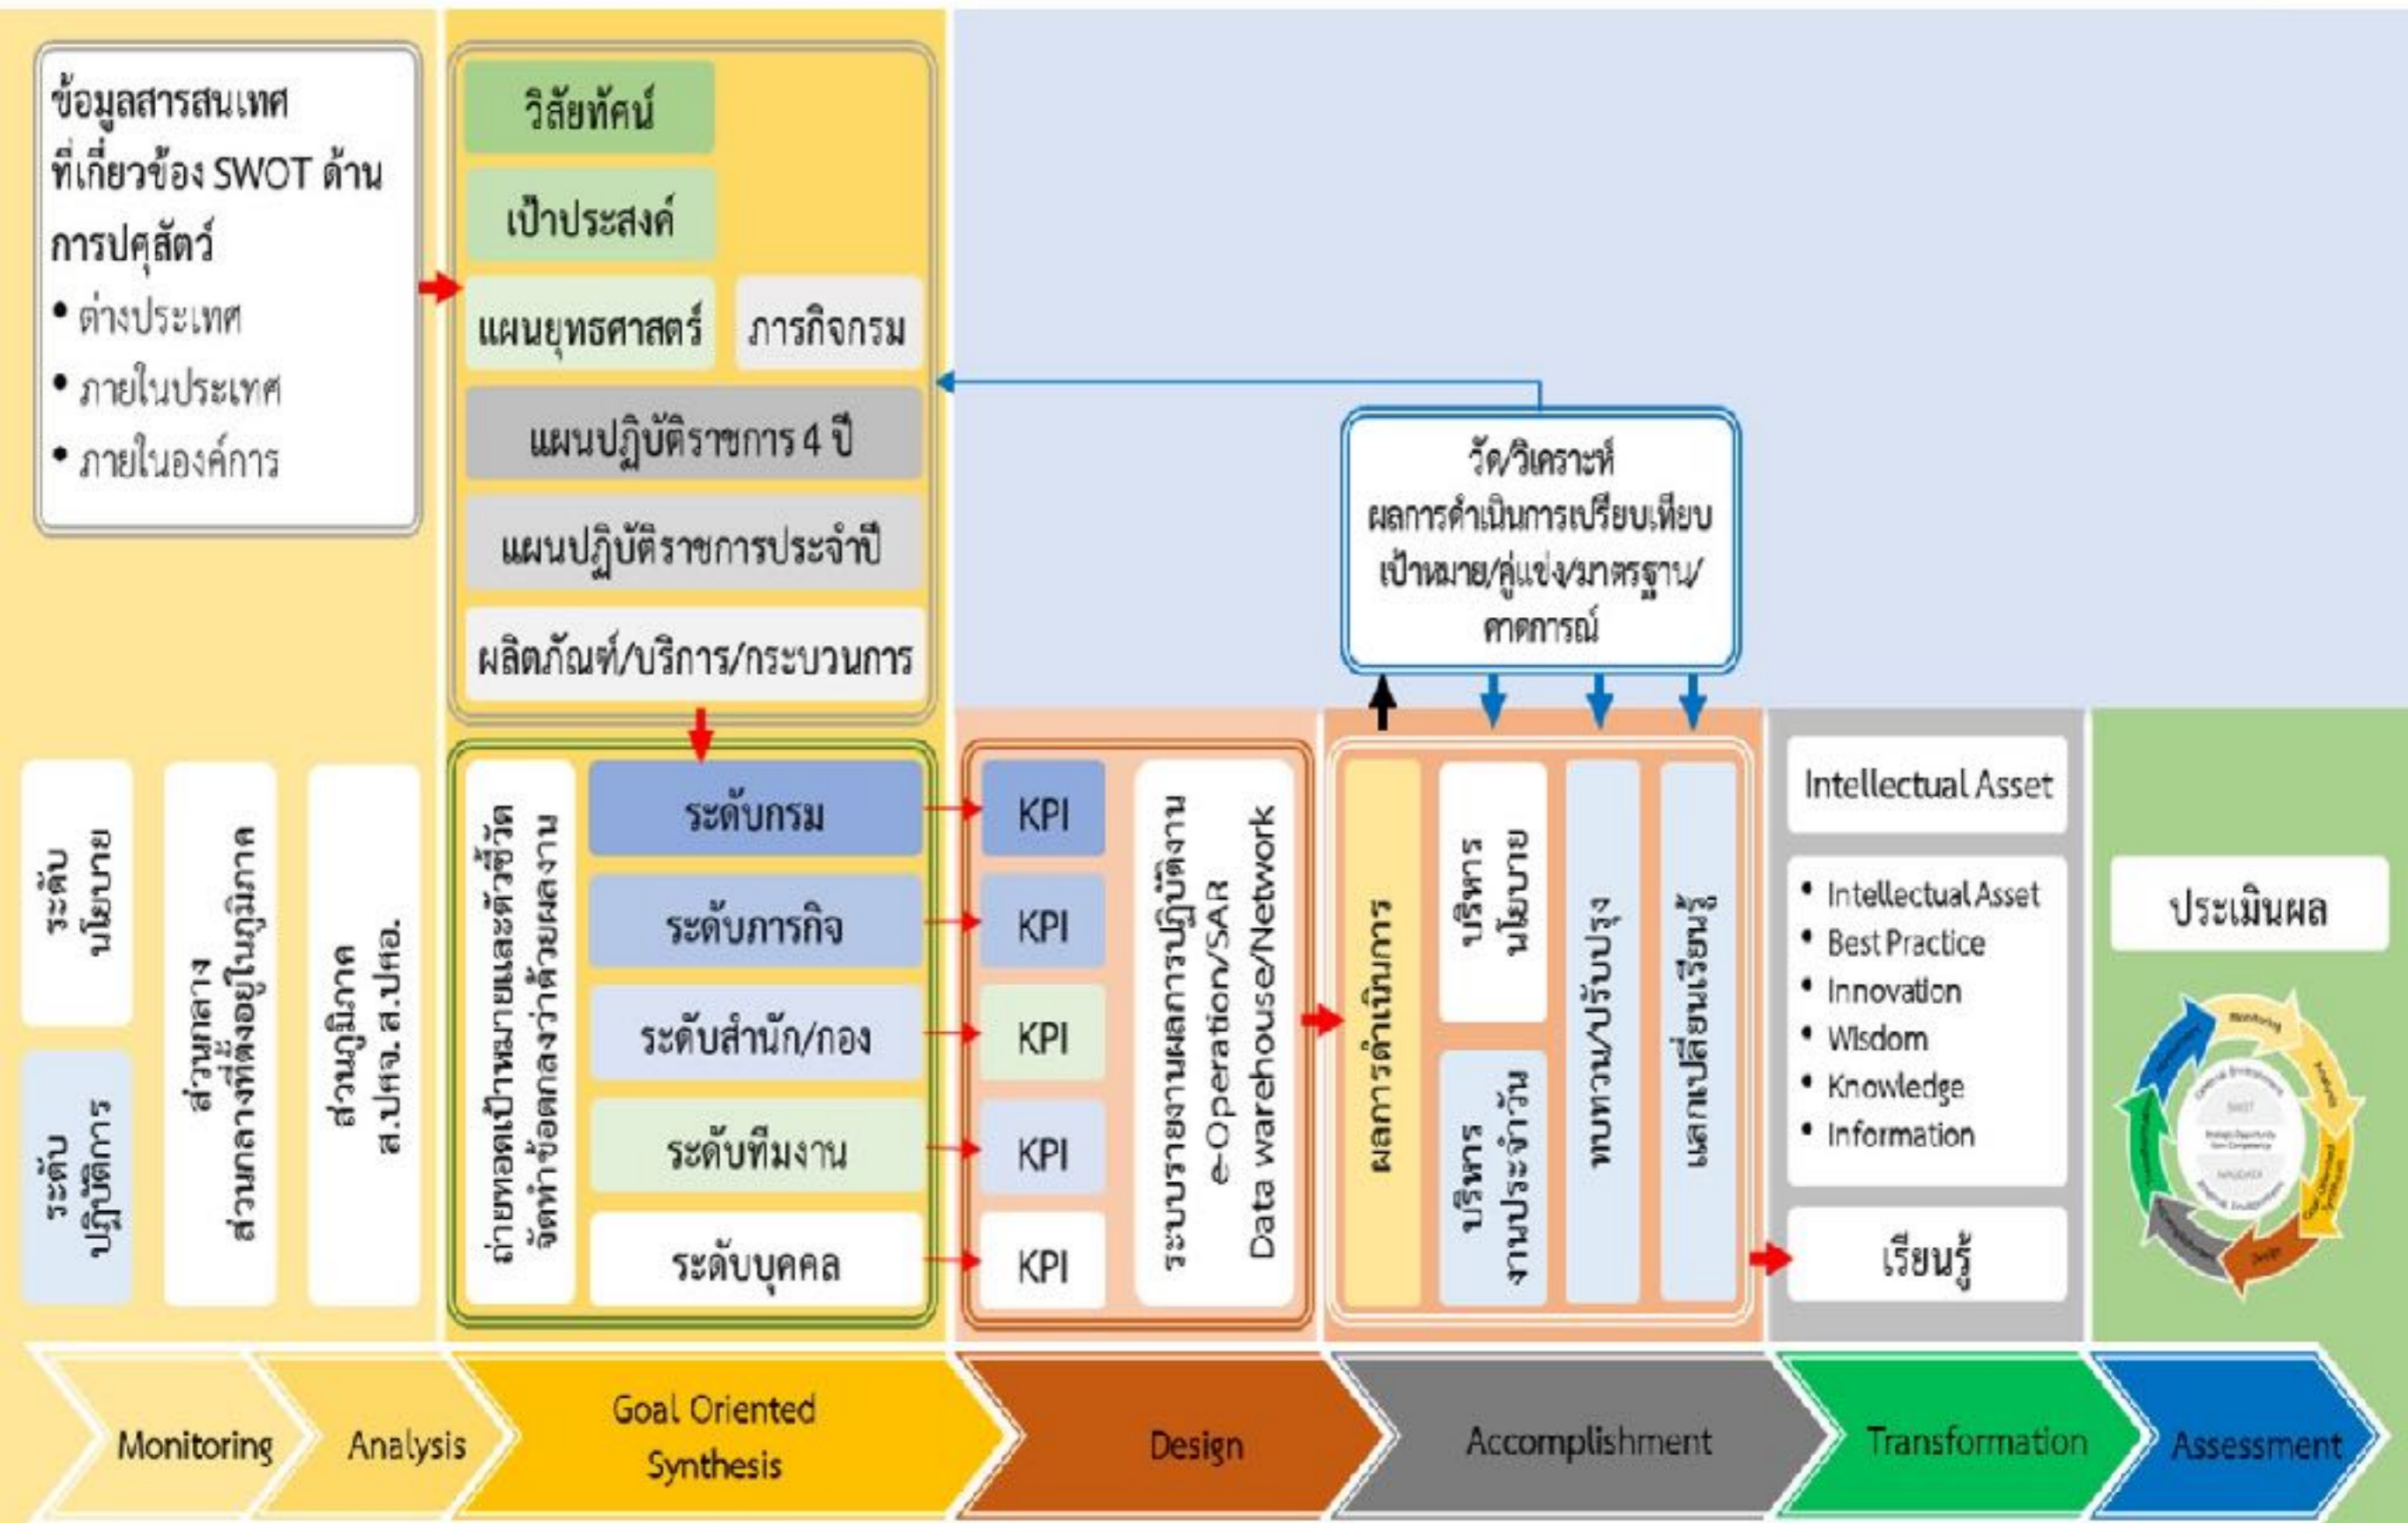 ข้อมูลสารสนเทศ
ที่เกี่ยวข้อง SWOT ด้าน
การปศุสัตว์
• ต่างประเทศ
• ภายในประเทศ
• ภายในองค์การ
วิสัยทัศน์
เป้าประสงค์
แผนยุทธศาสตร์
ภารกิจกรม
แผนปฏิบัติราชการ 4 ปี
แผนปฏิบัติราชการประจำปี
ผลิตภัณฑ์/บริการ/กระบวนการ
วัด/วิเคราะห์
ผลการดำเนินการเปรียบเทียบ
เป้าหมาย/คู่แข่ง/มาตรฐาน/
คาดการณ์
ระดับ
นโยบาย
ระดับ
ปฏิบัติการ
ส่วนกลาง
ส่วนกลางที่ตั้งอยู่ในภูมิภาค
ส่วนภูมิภาค
ส.ปศจ. ส.ปศอ.
ถ่ายทอดเป้าหมายและตัวชี้วัด
จัดทำข้อตกลงว่าด้วยผลงาน
ระดับกรม
ระดับภารกิจ
ระดับสำนัก/กอง
ระดับทีมงาน
ระดับบุคคล
KPI
KPI
KPI
KPI
KPI
ระบบรายงานผลการปฏิบัติงาน
e-Operation/SAR
Data warehouse/Network
ผลการดำเนินการ
บริหาร
นโยบาย
บริหาร
งานประจำวัน
ทบทวน/ปรับปรุง
แลกเปลี่ยนเรียนรู้
Intellectual Asset
• Intellectual Asset
• Best Practice
• Innovation
• Wisdom
• Knowledge
• Information
เรียนรู้
ประเมินผล
Monitoring
Analysis
Design
SWOT
Monitoring
Analysis
Goal Oriented
Synthesis
Design
Accomplishment
Transformation
Assessment